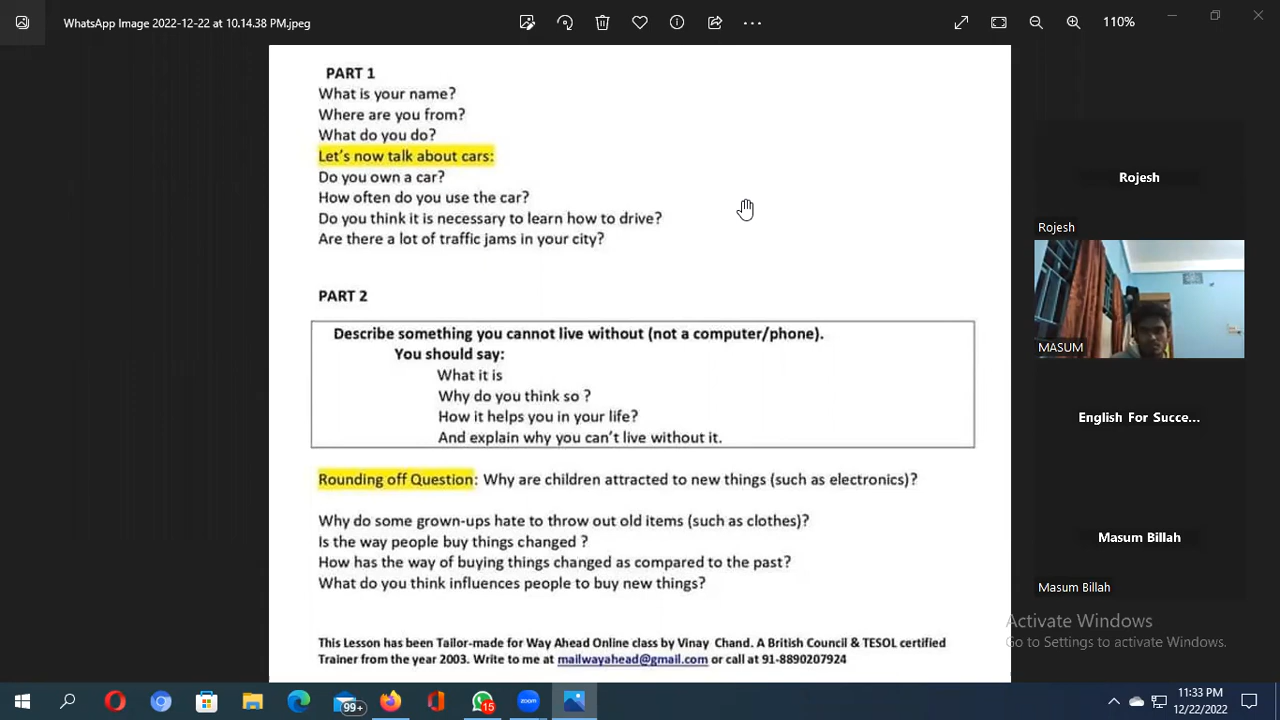 WhatsApp Image 2022-12-22 at 10.14.38 PM.jpeg
110%
PART 1
What is your name?
Where are you from?
What do you do?
Let's now talk about cars:
Do you own a car?
How often do you use the car?
Do you think it is necessary to learn how to drive?
Are there a lot of traffic jams in your city?
PART 2
Describe something you cannot live without (not a computer/phone).
You should say:
What it is
Why do you think so ?
How it helps you in your life?
And explain why you can't live without it.
Rounding off Question: Why are children attracted to new things (such as electronics)?
Why do some grown-ups hate to throw out old items (such as clothes)?
Is the way people buy things changed ?
How has the way of buying things changed as compared to the past?
What do you think influences people to buy new things?
This Lesson has been Tailor-made for Way Ahead Online class by Vinay Chand. A British Council & TESOL certified
Trainer from the year 2003. Write to me at mailwayahead@gmail.com or call at 91-8890207924
Rojesh
Rojesh
MASUM
English For Succe...
Masum Billah
Masum Billah
Activate Windows
Go to Settings to activate Windows.
99+
15
zoom
11:33 PM
12/22/2022